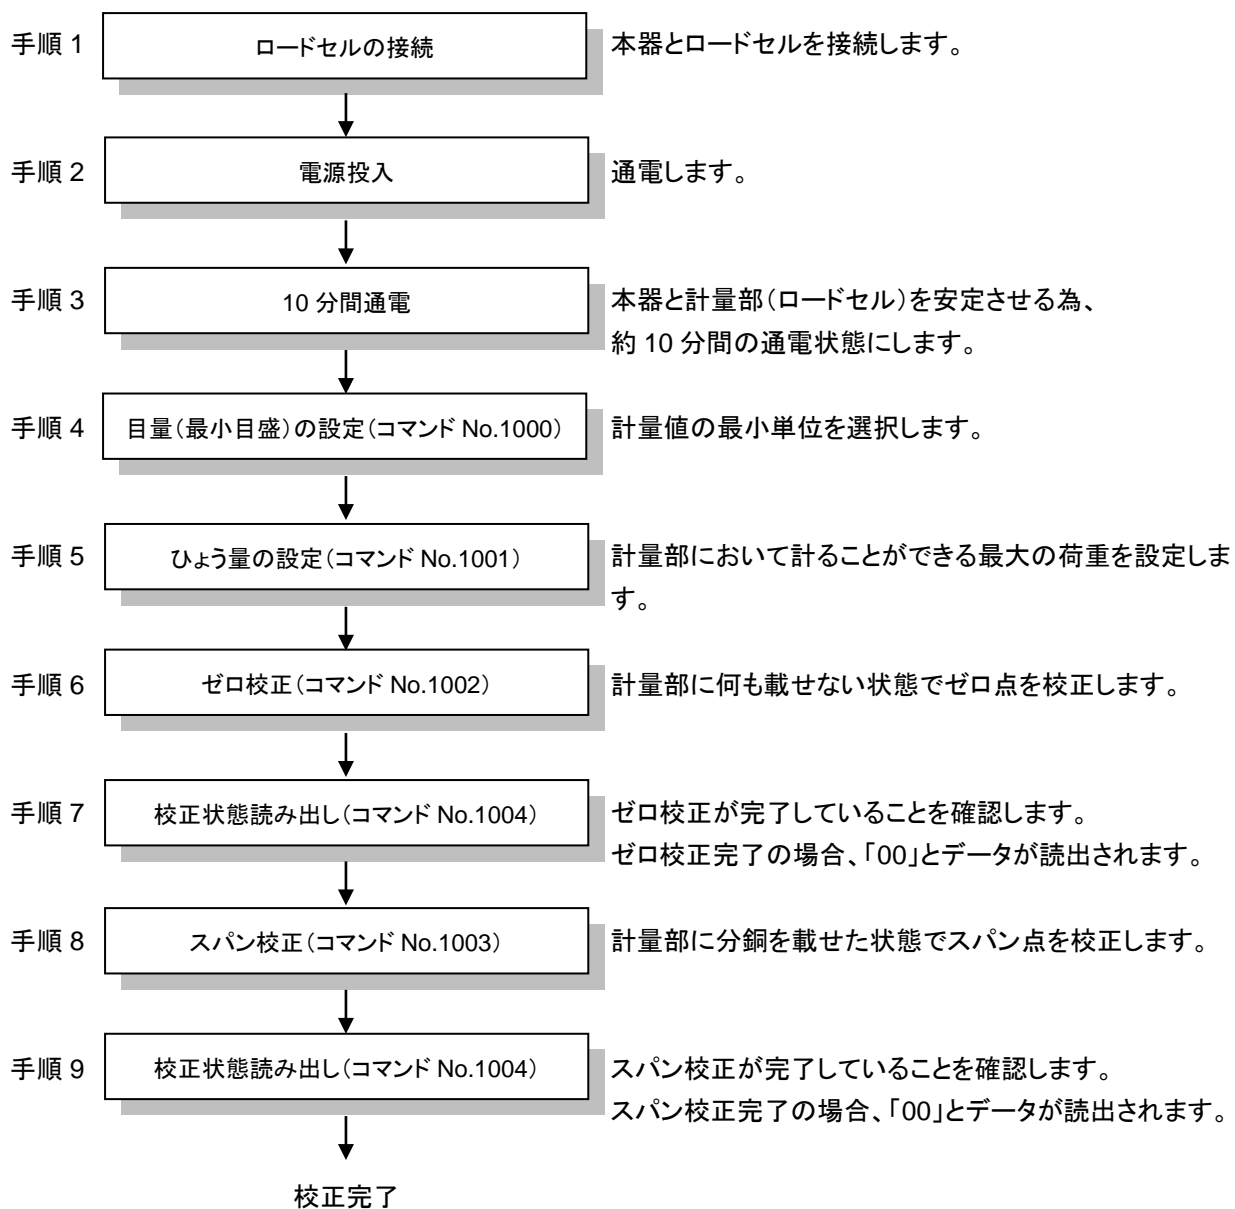 手順 1
ロードセルの接続
本器とロードセルを接続します。
手順 2
電源投入
通電します。
手順 3
10 分間通電
本器と計量部(ロードセル)を安定させる為、
約 10 分間の通電状態にします。
手順 4
目量(最小目盛)の設定(コマンド No.1000)
計量値の最小単位を選択します。
手順 5
ひょう量の設定(コマンド No.1001)
計量部において計ることができる最大の荷重を設定しま
す。
手順 6
ゼロ校正(コマンド No.1002)
計量部に何も載せない状態でゼロ点を校正します。
手順 7
校正状態読み出し(コマンド No.1004)
ゼロ校正が完了していることを確認します。
ゼロ校正完了の場合、「00」とデータが読出されます。
手順 8
スパン校正(コマンド No.1003)
計量部に分銅を載せた状態でスパン点を校正します。
手順 9
校正状態読み出し(コマンド No.1004)
スパン校正が完了していることを確認します。
スパン校正完了の場合、「00」とデータが読出されます。
校正完了